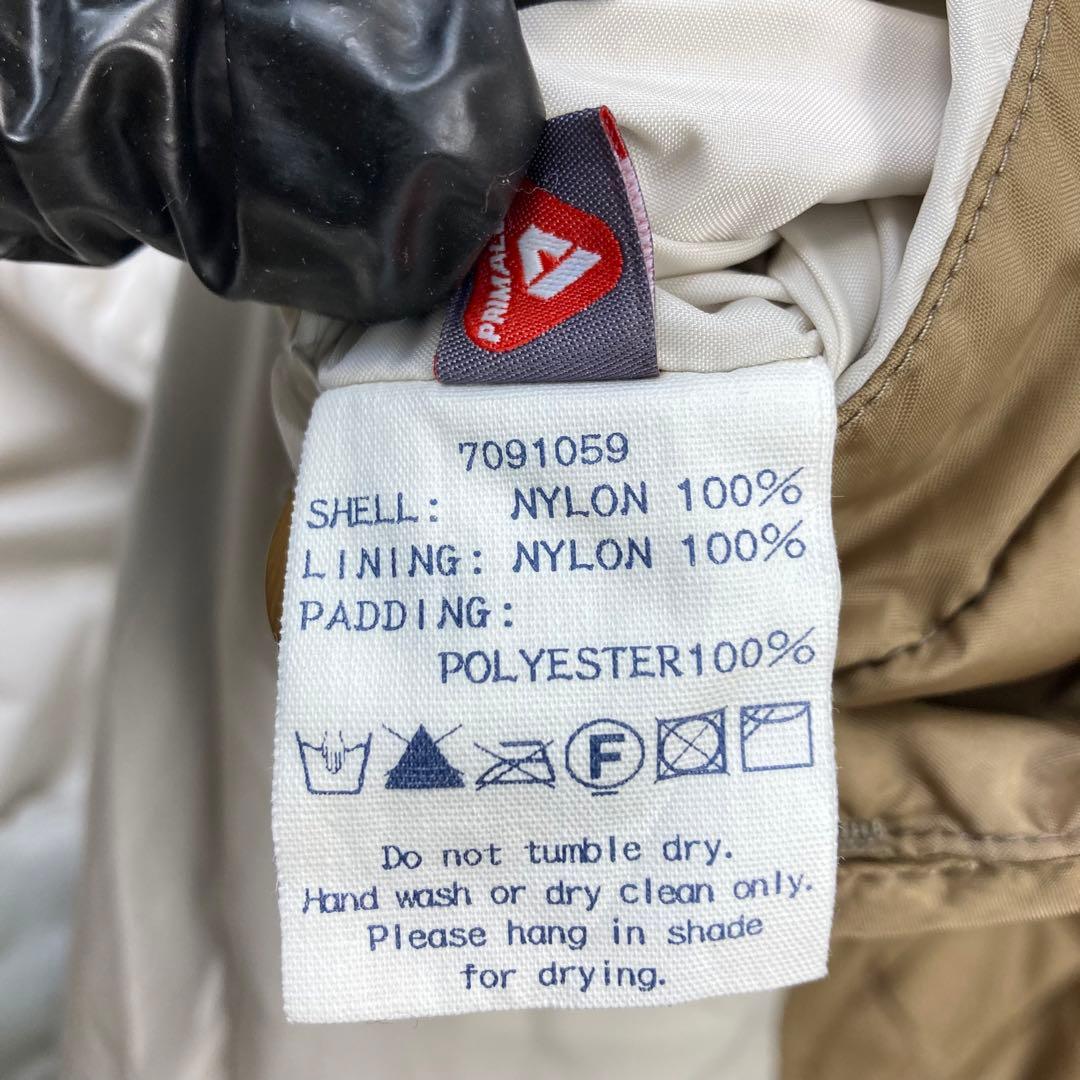 PRIMAL
7091059
SHELL: NYLON 100%
LINING: NYLON 100%
PADDING:
POLYESTER100%
F
Do not tumble dry.
Hand wash or dry clean only.
Please hang in shade
for drying.